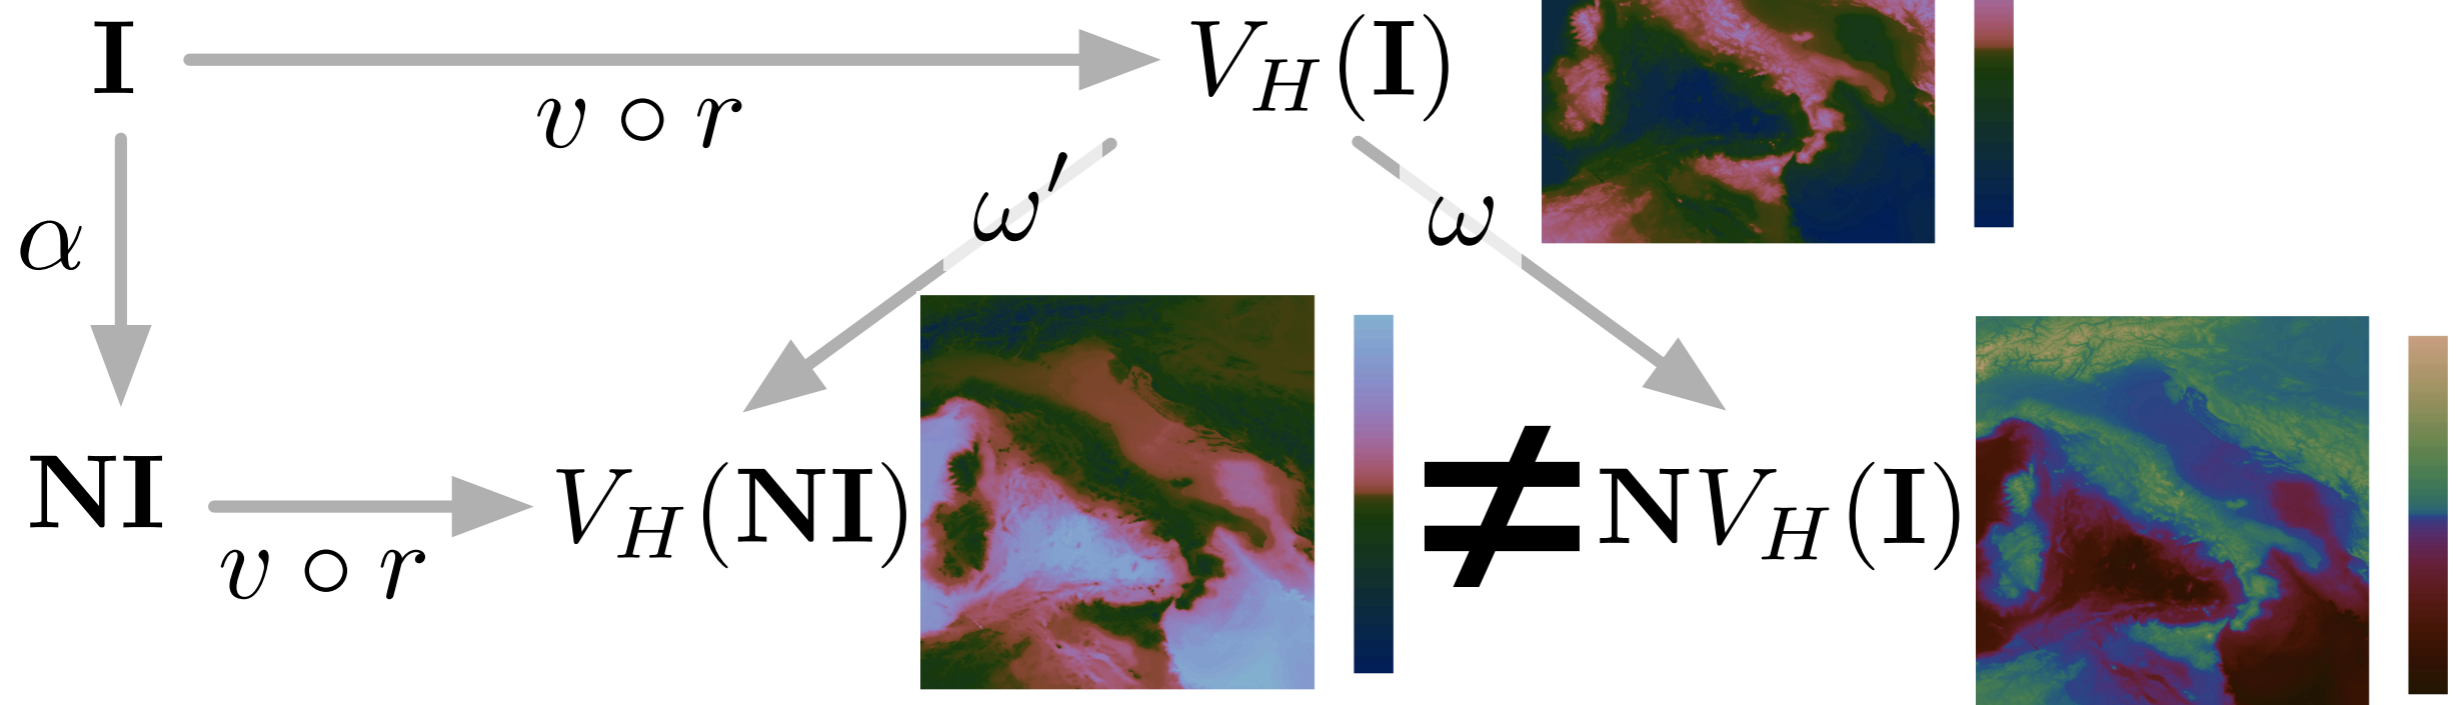 I
V_H(I)
v ∘ r
α
ω′
ω
NI
V_H(NI)
≠
NV_H(I)
v ∘ r